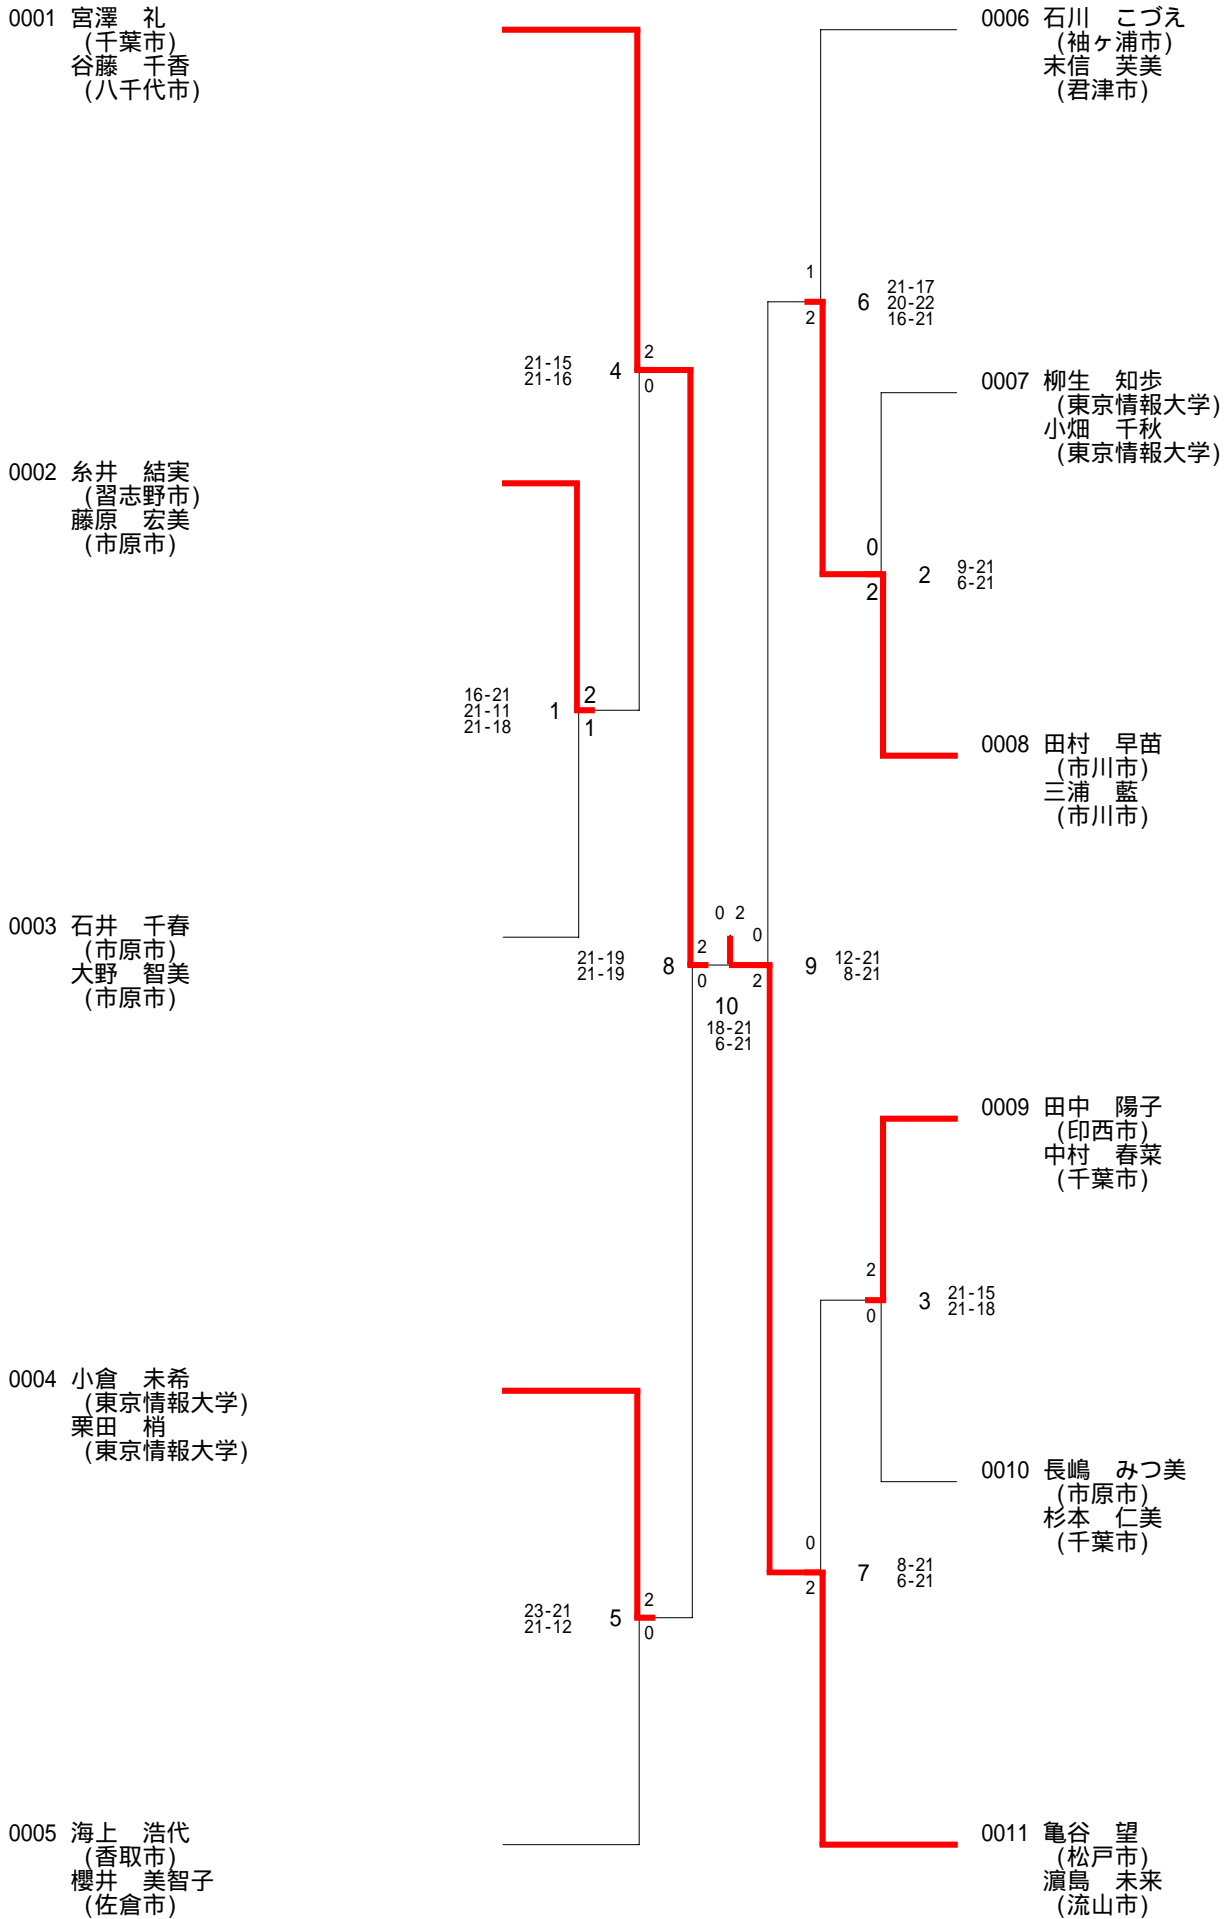 0001 宮澤　礼
(千葉市)
谷藤　千香
(八千代市)
0002 糸井　結実
(習志野市)
藤原　宏美
(市原市)
0003 石井　千春
(市原市)
大野　智美
(市原市)
0004 小倉　未希
(東京情報大学)
栗田　梢
(東京情報大学)
0005 海上　浩代
(香取市)
櫻井　美智子
(佐倉市)
21-15
21-16
4
2
0
16-21
21-11
21-18
1
2
1
21-19
21-19
8
2
0
23-21
21-12
5
2
0
0 2
10
18-21
6-21
1
2
6
21-17
20-22
16-21
0
2
2
9-21
6-21
0
2
9
12-21
8-21
2
0
3
21-15
21-18
0
2
7
8-21
6-21
0006 石川　こづえ
(袖ヶ浦市)
末信　芙美
(君津市)
0007 柳生　知歩
(東京情報大学)
小畑　千秋
(東京情報大学)
0008 田村　早苗
(市川市)
三浦　藍
(市川市)
0009 田中　陽子
(印西市)
中村　春菜
(千葉市)
0010 長嶋　みつ美
(市原市)
杉本　仁美
(千葉市)
0011 亀谷　望
(松戸市)
濵島　未来
(流山市)